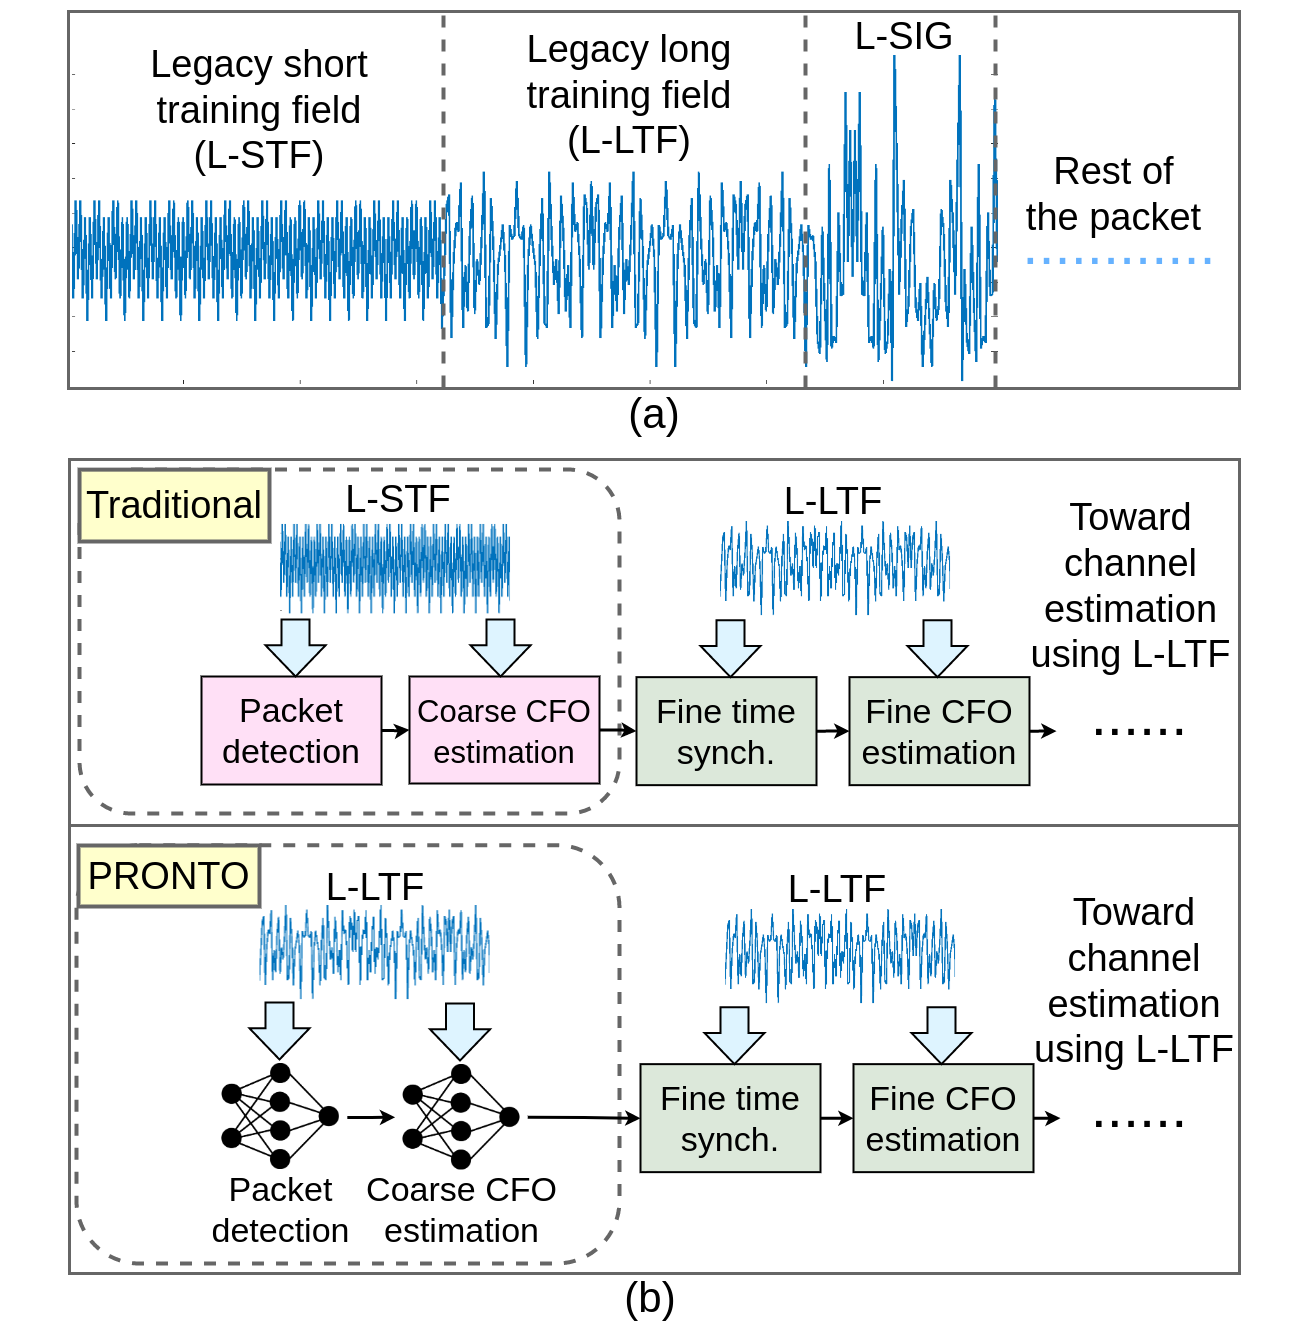 Legacy short
training field
(L-STF)
Legacy long
training field
(L-LTF)
L-SIG
Rest of
the packet
(a)
Traditional
L-STF
L-LTF
Toward
channel
estimation
using L-LTF
Packet
detection
Coarse CFO
estimation
Fine time
synch.
Fine CFO
estimation
......
PRONTO
L-LTF
L-LTF
Toward
channel
estimation
using L-LTF
Packet
detection
Coarse CFO
estimation
Fine time
synch.
Fine CFO
estimation
......
(b)